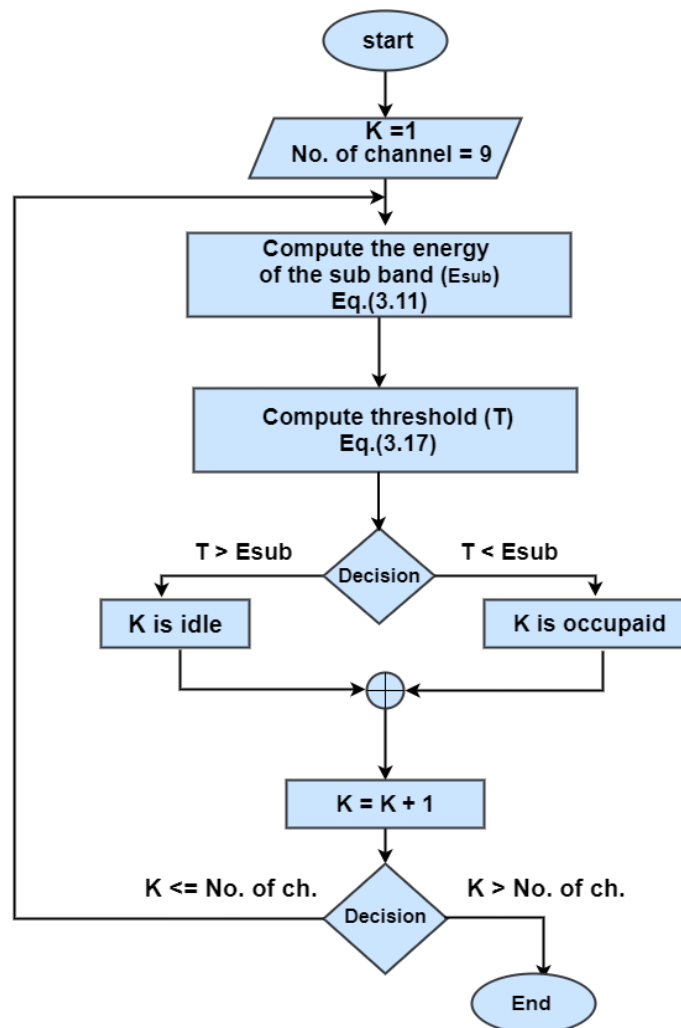 start
K =1
No. of channel = 9
Compute the energy
of the sub band (Esub)
Eq.(3.11)
Compute threshold (T)
Eq.(3.17)
T > Esub
T < Esub
Decision
K is idle
K is occupaid
K = K + 1
K <= No. of ch.
K > No. of ch.
Decision
End